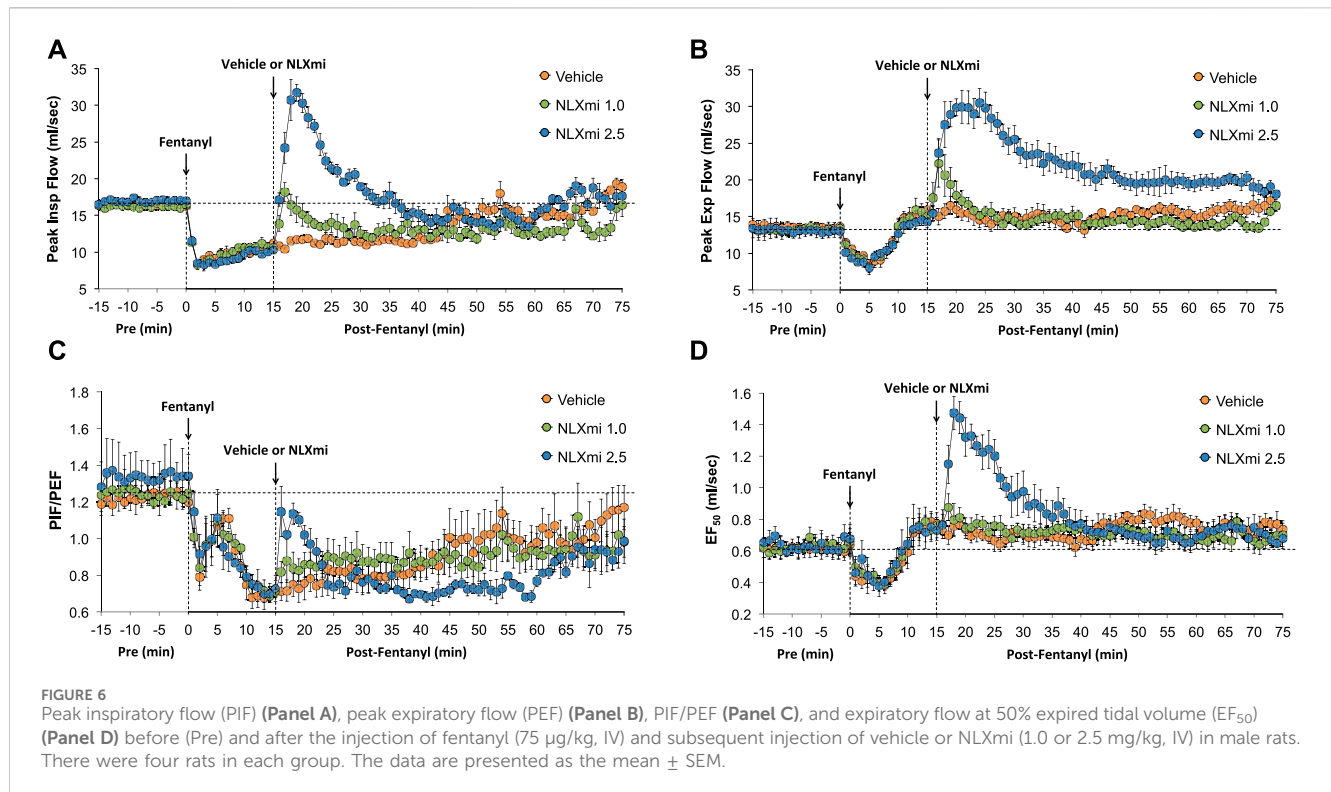 A
Vehicle or NLXmi
Fentanyl
Vehicle
NLXmi 1.0
NLXmi 2.5
Peak Insp Flow (ml/sec)
35
30
25
20
15
10
5
-15 -10 -5 0 5 10 15 20 25 30 35 40 45 50 55 60 65 70 75
Pre (min) Post-Fentanyl (min)
B
Vehicle or NLXmi
Fentanyl
Vehicle
NLXmi 1.0
NLXmi 2.5
Peak Exp Flow (ml/sec)
35
30
25
20
15
10
5
-15 -10 -5 0 5 10 15 20 25 30 35 40 45 50 55 60 65 70 75
Pre (min) Post-Fentanyl (min)
C
Fentanyl
Vehicle or NLXmi
Vehicle
NLXmi 1.0
NLXmi 2.5
PIF/PEF
1.8
1.6
1.4
1.2
1.0
0.8
0.6
-15 -10 -5 0 5 10 15 20 25 30 35 40 45 50 55 60 65 70 75
Pre (min) Post-Fentanyl (min)
D
Vehicle or NLXmi
Fentanyl
Vehicle
NLXmi 1.0
NLXmi 2.5
EF50 (ml/sec)
1.6
1.4
1.2
1.0
0.8
0.6
0.4
0.2
-15 -10 -5 0 5 10 15 20 25 30 35 40 45 50 55 60 65 70 75
Pre (min) Post-Fentanyl (min)
FIGURE 6
Peak inspiratory flow (PIF) (Panel A), peak expiratory flow (PEF) (Panel B), PIF/PEF (Panel C), and expiratory flow at 50% expired tidal volume (EF50)
(Panel D) before (Pre) and after the injection of fentanyl (75 μg/kg, IV) and subsequent injection of vehicle or NLXmi (1.0 or 2.5 mg/kg, IV) in male rats.
There were four rats in each group. The data are presented as the mean ± SEM.